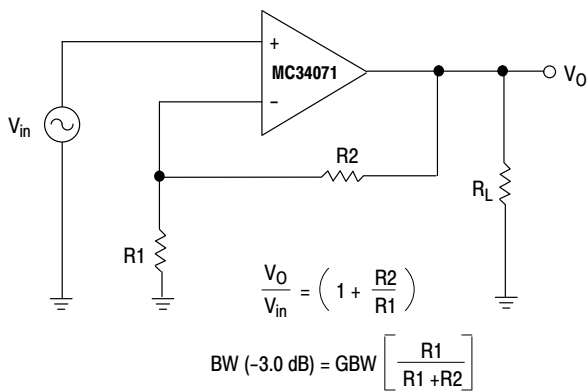 +
MC34071
−
V_O
V_in
R2
R_L
R1
V_O / V_in = ( 1 + R2 / R1 )
BW (−3.0 dB) = GBW [ R1 / R1 +R2 ]